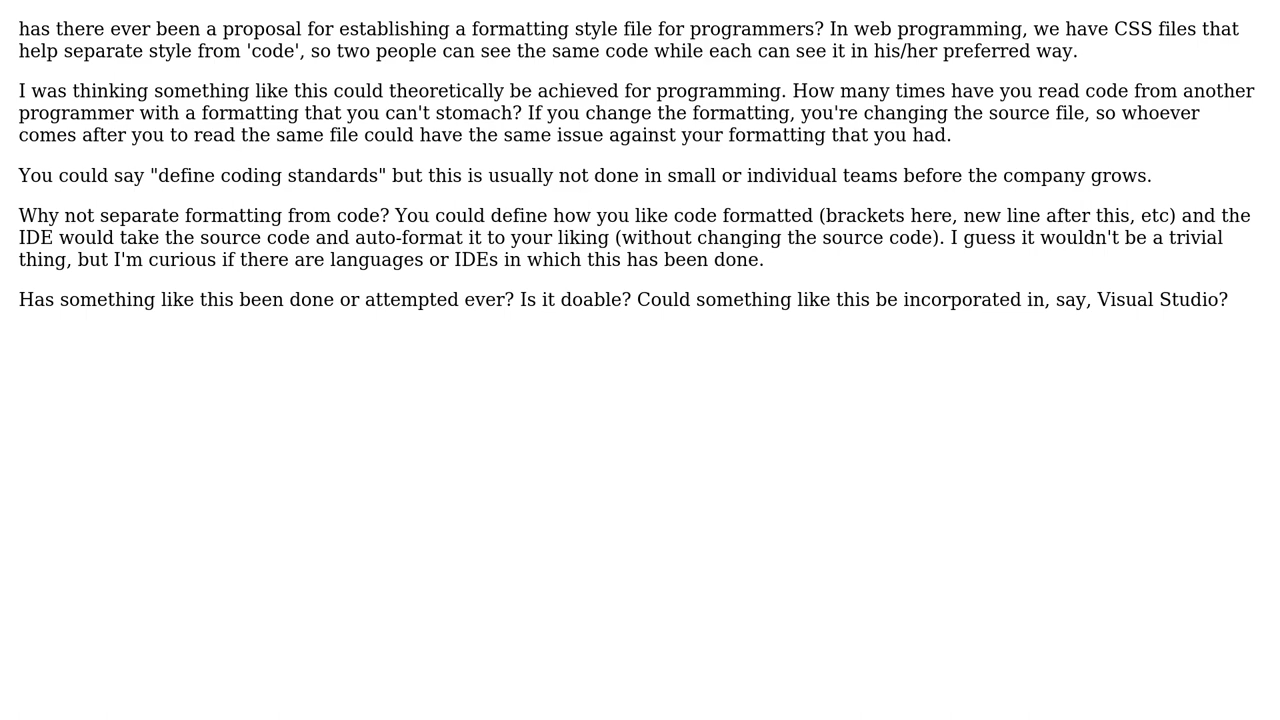 has there ever been a proposal for establishing a formatting style file for programmers? In web programming, we have CSS files that
help separate style from 'code', so two people can see the same code while each can see it in his/her preferred way.
I was thinking something like this could theoretically be achieved for programming. How many times have you read code from another
programmer with a formatting that you can't stomach? If you change the formatting, you're changing the source file, so whoever
comes after you to read the same file could have the same issue against your formatting that you had.
You could say "define coding standards" but this is usually not done in small or individual teams before the company grows.
Why not separate formatting from code? You could define how you like code formatted (brackets here, new line after this, etc) and the
IDE would take the source code and auto-format it to your liking (without changing the source code). I guess it wouldn't be a trivial
thing, but I'm curious if there are languages or IDEs in which this has been done.
Has something like this been done or attempted ever? Is it doable? Could something like this be incorporated in, say, Visual Studio?